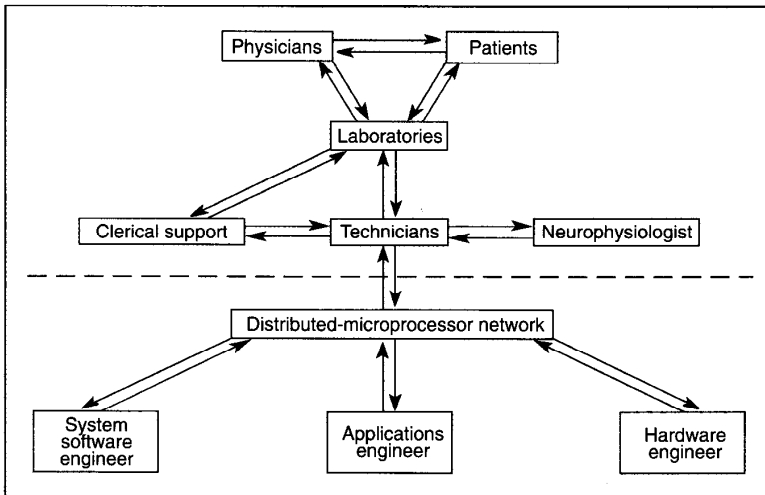 Physicians
Patients
Laboratories
Clerical support
Technicians
Neurophysiologist
Distributed-microprocessor network
System
software
engineer
Applications
engineer
Hardware
engineer